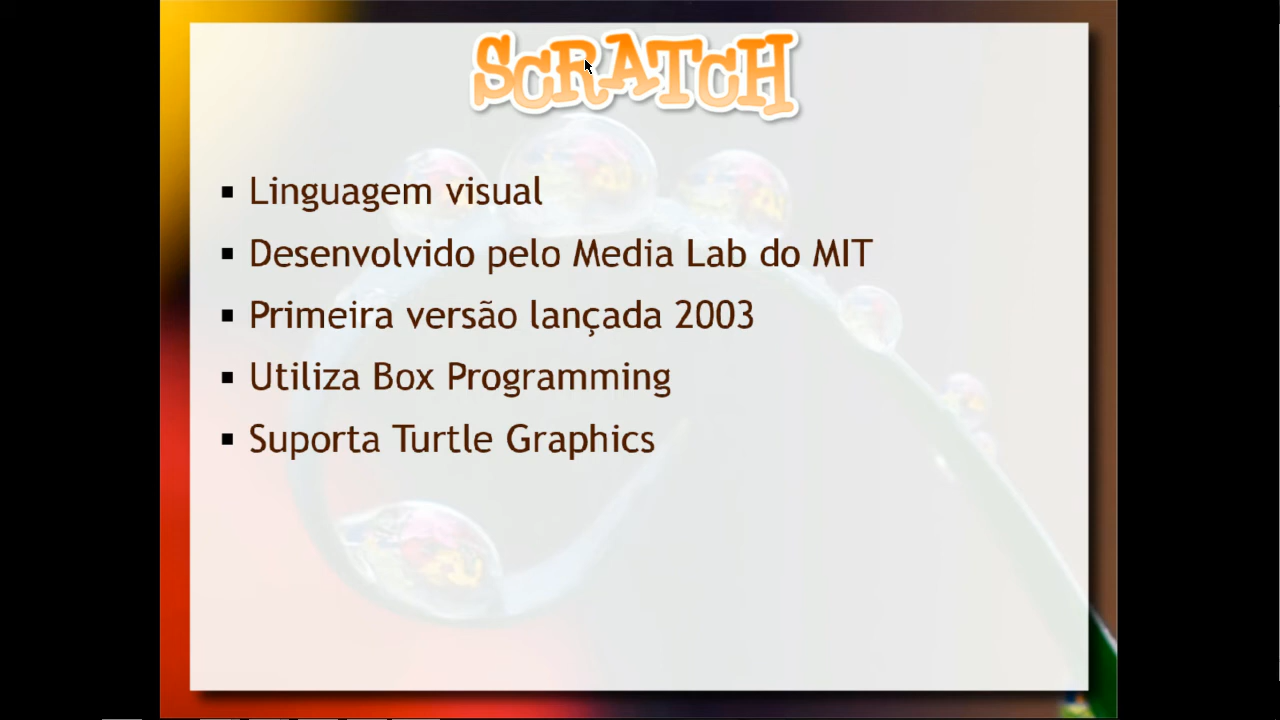 SCRATCH
Linguagem visual
Desenvolvido pelo Media Lab do MIT
Primeira versão lançada 2003
Utiliza Box Programming
Suporta Turtle Graphics